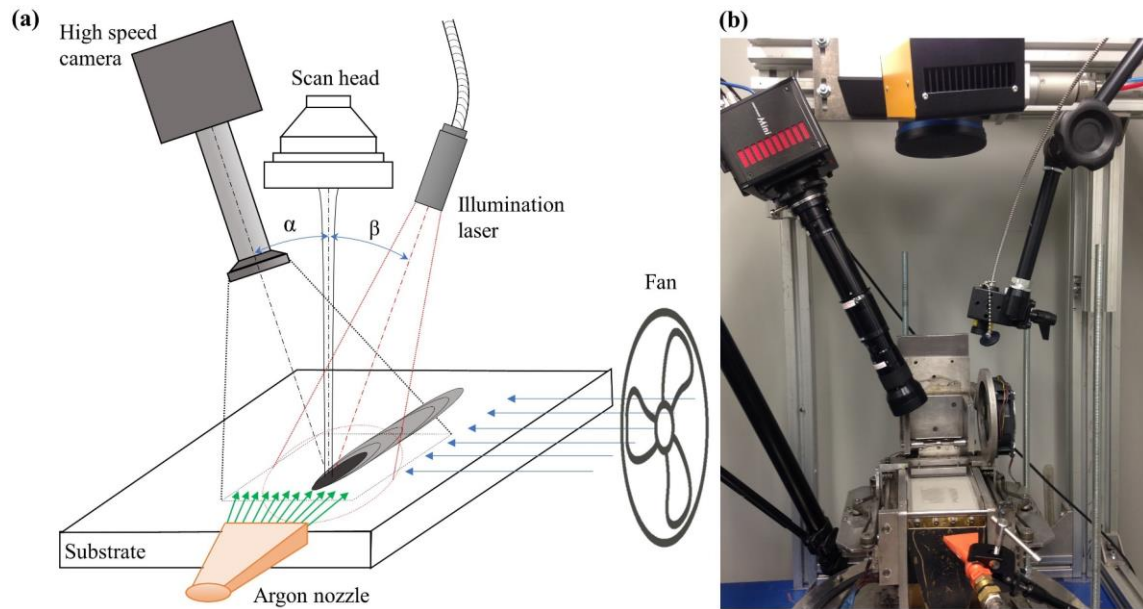 (a)
High speed
camera
Scan head
α
β
Illumination
laser
Fan
Substrate
Argon nozzle
(b)
Mini